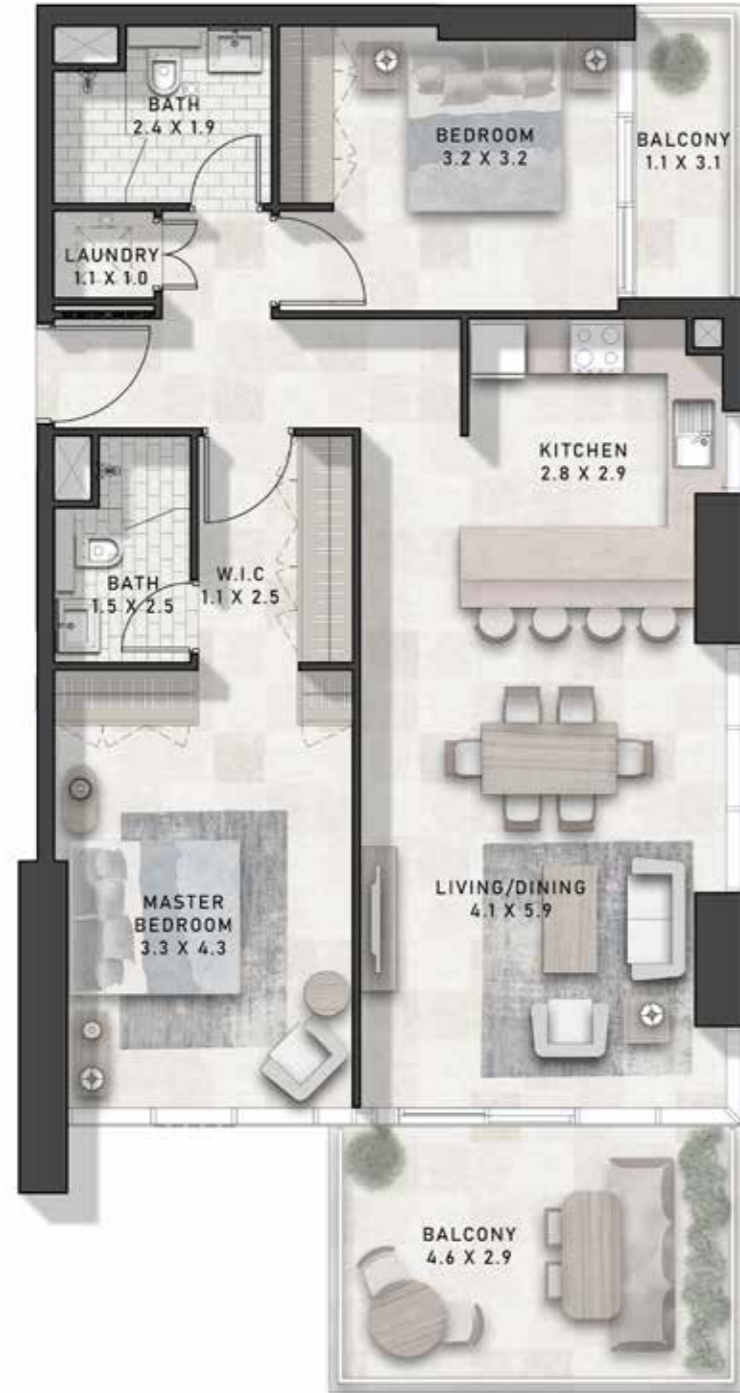 BATH
2.4 X 1.9
BEDROOM
3.2 X 3.2
BALCONY
1.1 X 3.1
LAUNDRY
1.1 X 1.0
KITCHEN
2.8 X 2.9
BATH
1.5 X 2.5
W.I.C
1.1 X 2.5
MASTER
BEDROOM
3.3 X 4.3
LIVING/DINING
4.1 X 5.9
BALCONY
4.6 X 2.9